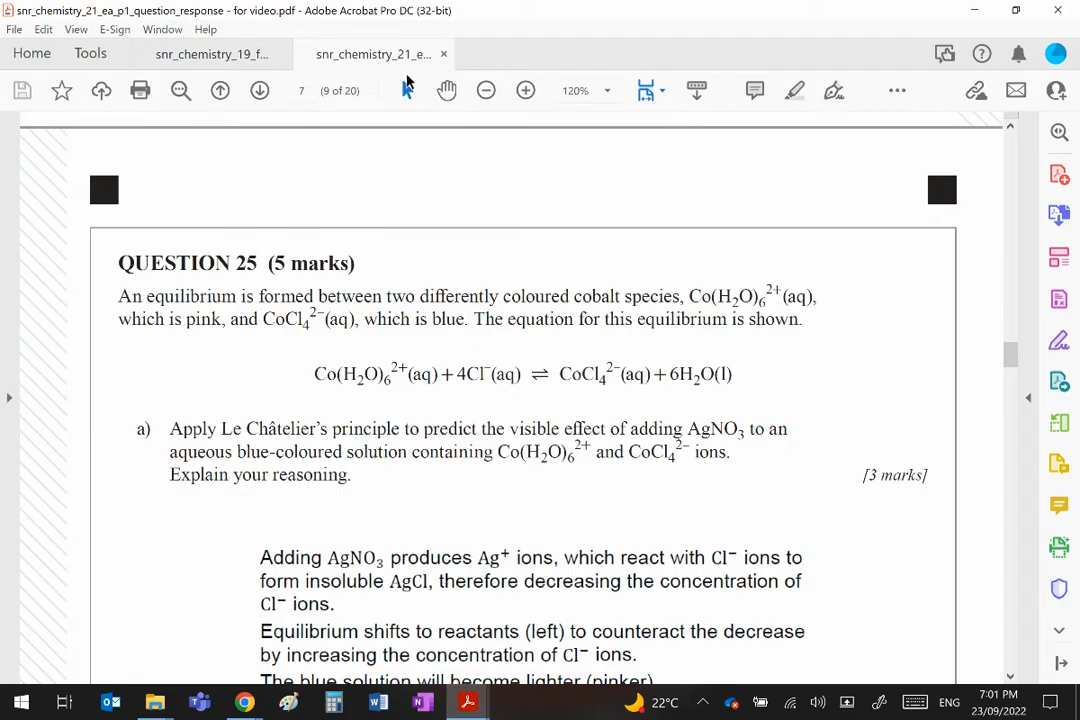 snr_chemistry_21_ea_p1_question_response - for video.pdf - Adobe Acrobat Pro DC (32-bit)
File Edit View E-Sign Window Help
Home Tools snr_chemistry_19_f... snr_chemistry_21_e... ×
7 (9 of 20) 120%
QUESTION 25 (5 marks)
An equilibrium is formed between two differently coloured cobalt species, Co(H₂O)₆²⁺(aq),
which is pink, and CoCl₄²⁻(aq), which is blue. The equation for this equilibrium is shown.
Co(H₂O)₆²⁺(aq) + 4Cl⁻(aq) ⇌ CoCl₄²⁻(aq) + 6H₂O(l)
a) Apply Le Châtelier's principle to predict the visible effect of adding AgNO₃ to an
aqueous blue-coloured solution containing Co(H₂O)₆²⁺ and CoCl₄²⁻ ions.
Explain your reasoning. [3 marks]
Adding AgNO₃ produces Ag⁺ ions, which react with Cl⁻ ions to
form insoluble AgCl, therefore decreasing the concentration of
Cl⁻ ions.
Equilibrium shifts to reactants (left) to counteract the decrease
by increasing the concentration of Cl⁻ ions.
The blue solution will become lighter (pinker)
22°C ENG 7:01 PM
23/09/2022